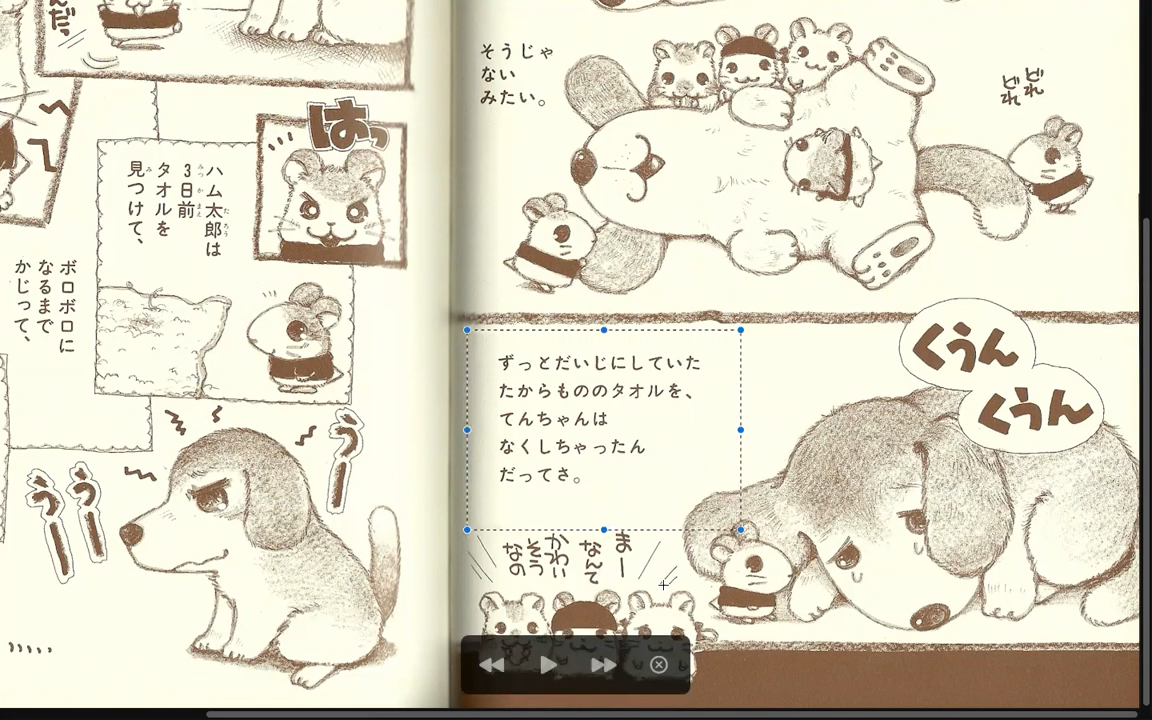 そうじゃ
ない
みたい。
どれ
どれ
ずっとだいじにしていた
たからもののタオルを、
てんちゃんは
なくしちゃったん
だってさ。
くうん
くうん
まー
なんて
かわい
そう
なの
んだっ
はっ
ハム太郎は
3日前
タオルを
見つけて、
ボロボロに
なるまで
かじって、
うー
うー
うー